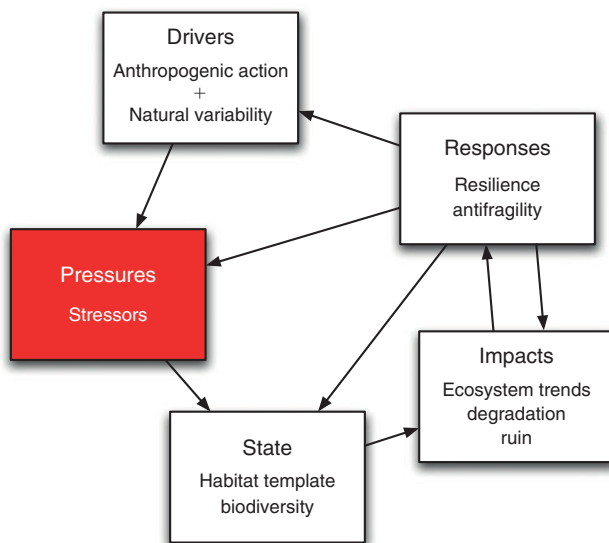 Drivers
Anthropogenic action
+
Natural variability
Responses
Resilience
antifragility
Pressures
Stressors
Impacts
Ecosystem trends
degradation
ruin
State
Habitat template
biodiversity